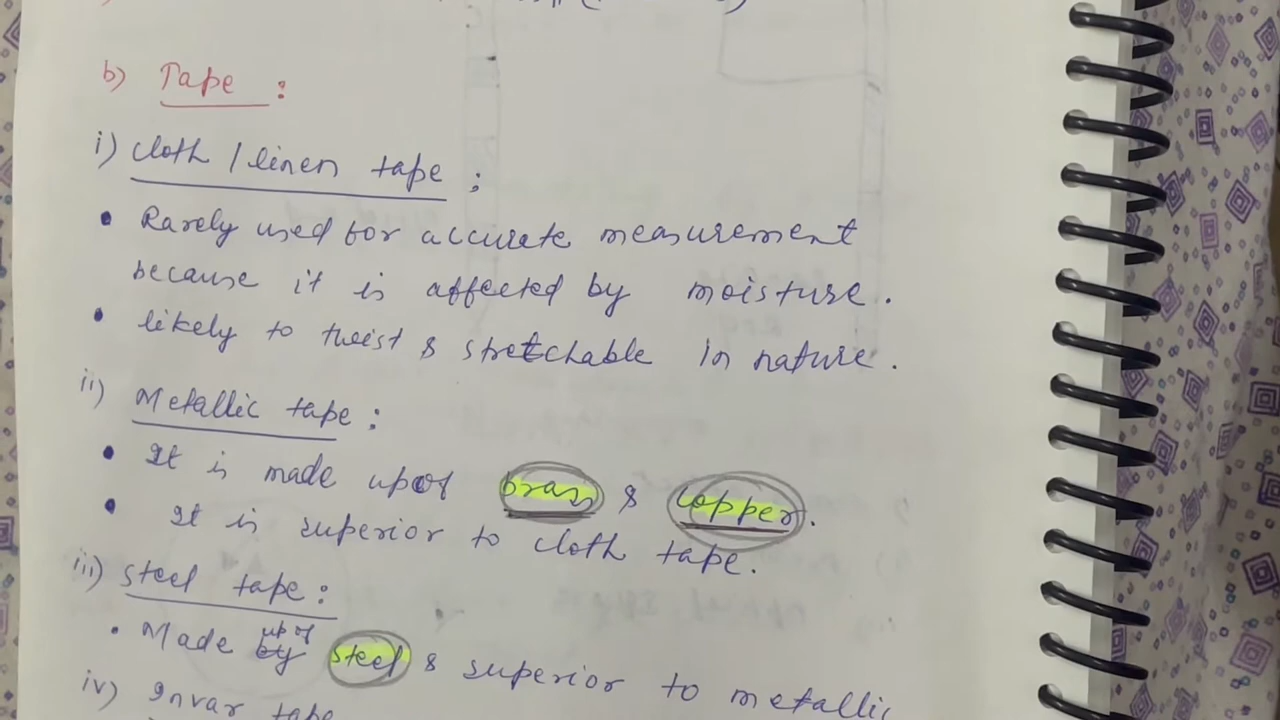 b) Tape :
i) cloth / linen tape :
• Rarely used for accurate measurement
because it is affected by moisture.
• likely to twist & stretchable in nature.
ii) Metallic tape :
• It is made up of brass & copper.
• It is superior to cloth tape.
iii) steel tape :
• Made up of steel & superior to metallic
iv) Invar tape